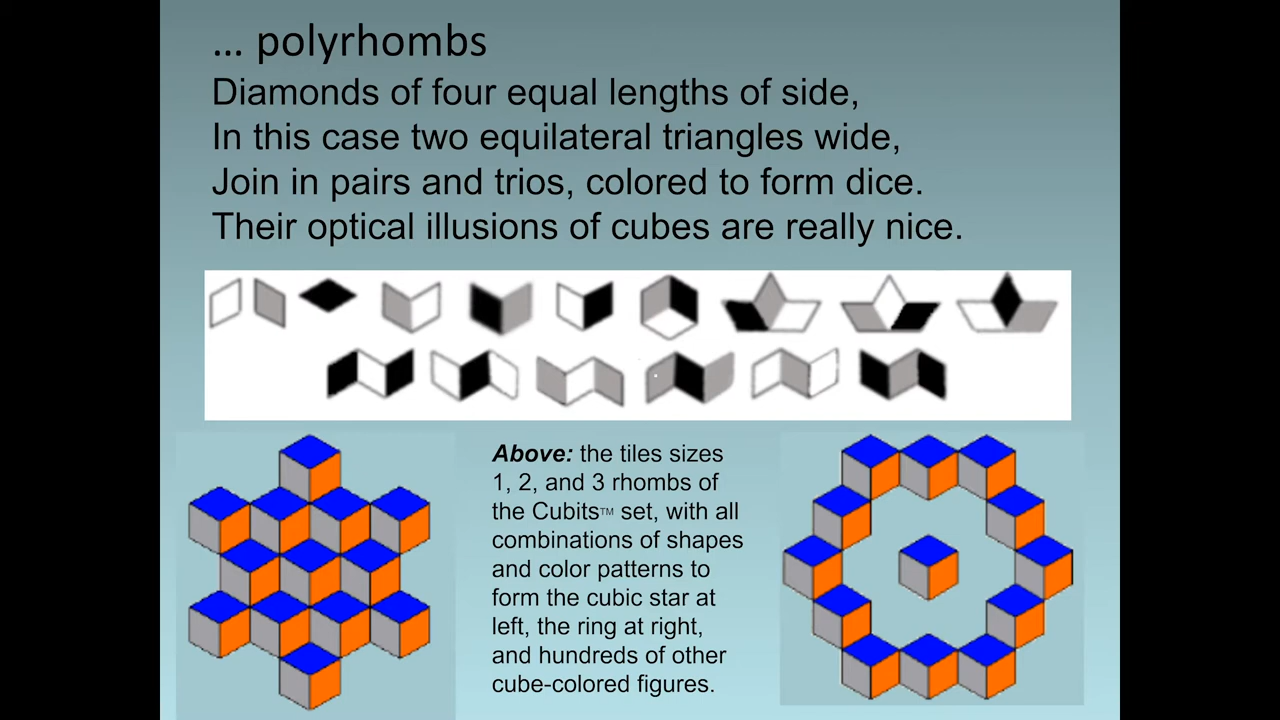 … polyrhombs
Diamonds of four equal lengths of side,
In this case two equilateral triangles wide,
Join in pairs and trios, colored to form dice.
Their optical illusions of cubes are really nice.
Above: the tiles sizes
1, 2, and 3 rhombs of
the Cubits™ set, with all
combinations of shapes
and color patterns to
form the cubic star at
left, the ring at right,
and hundreds of other
cube-colored figures.